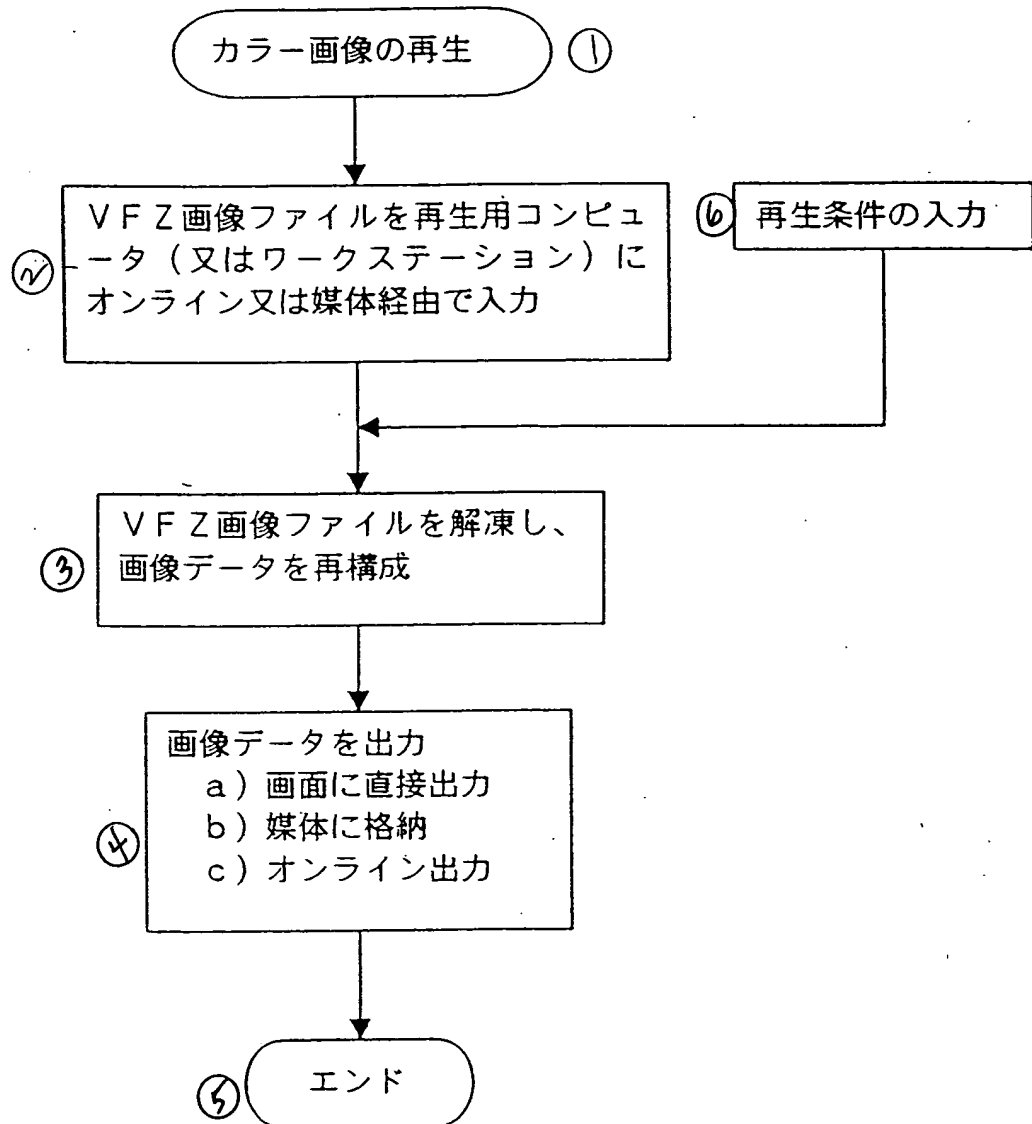 カラー画像の再生 ①
② VFZ画像ファイルを再生用コンピュ
ータ(又はワークステーション)に
オンライン又は媒体経由で入力
⑥ 再生条件の入力
③ VFZ画像ファイルを解凍し、
画像データを再構成
④ 画像データを出力
a)画面に直接出力
b)媒体に格納
c)オンライン出力
⑤ エンド